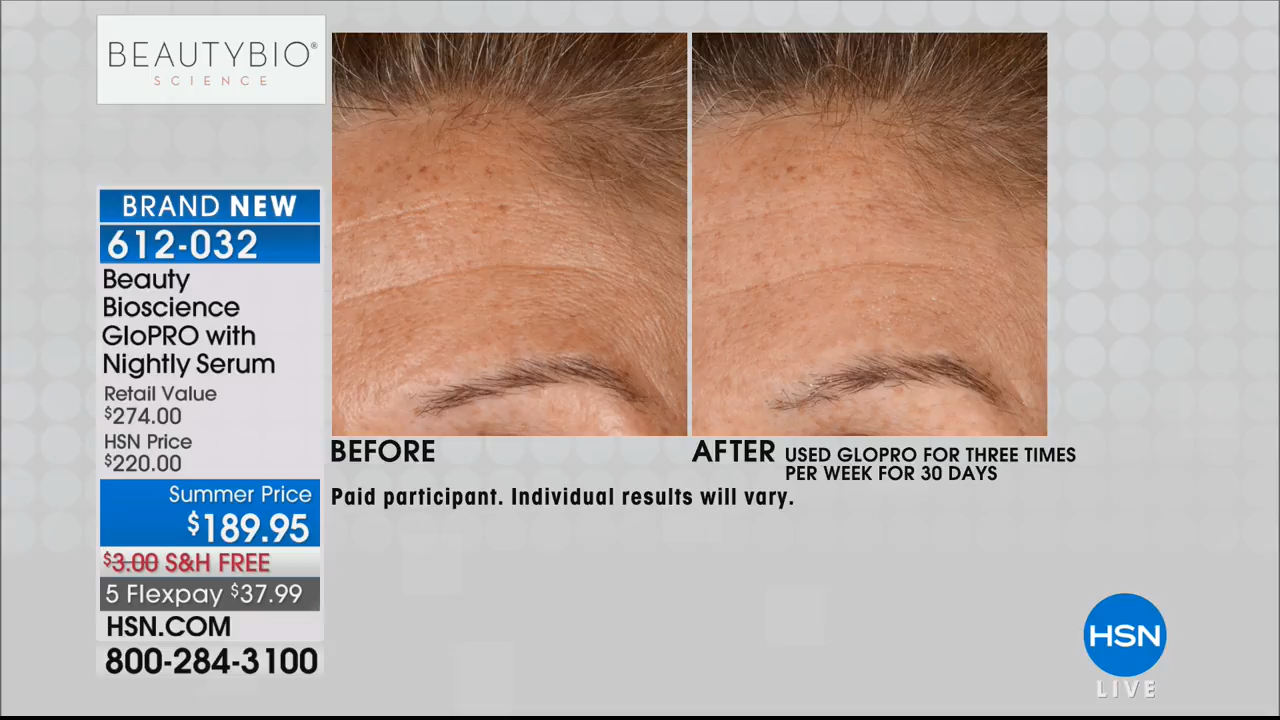 BEAUTYBIO®
SCIENCE
BRAND NEW
612-032
Beauty
Bioscience
GloPRO with
Nightly Serum
Retail Value
$274.00
HSN Price
$220.00
Summer Price
$189.95
$3.00 S&H FREE
5 Flexpay $37.99
HSN.COM
800-284-3100
BEFORE
AFTER USED GLOPRO FOR THREE TIMES
PER WEEK FOR 30 DAYS
Paid participant. Individual results will vary.
HSN
LIVE